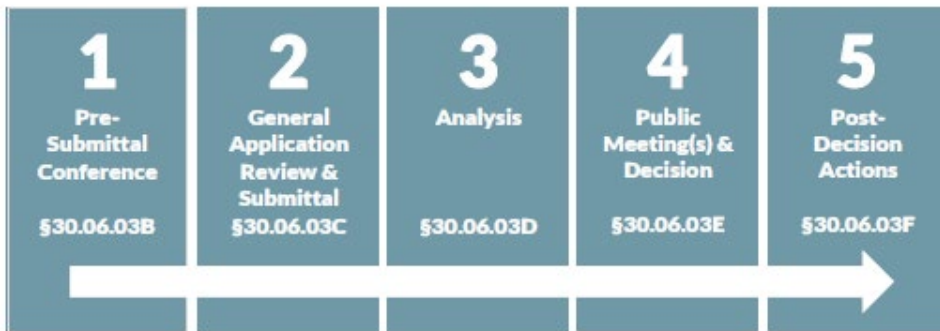 1
Pre-
Submittal
Conference
§30.06.03B
2
General
Application
Review &
Submittal
§30.06.03C
3
Analysis
§30.06.03D
4
Public
Meeting(s) &
Decision
§30.06.03E
5
Post-
Decision
Actions
§30.06.03F